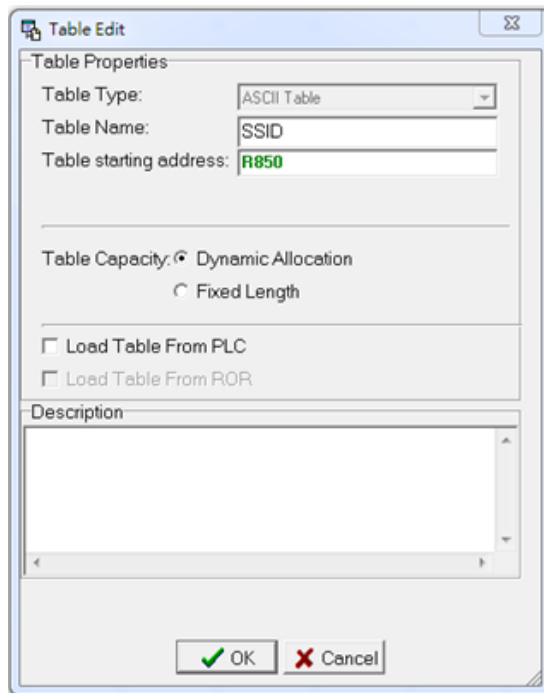 Table Edit
Table Properties
Table Type: ASCII Table
Table Name: SSID
Table starting address: R850
Table Capacity: Dynamic Allocation
Fixed Length
Load Table From PLC
Load Table From ROR
Description
OK Cancel